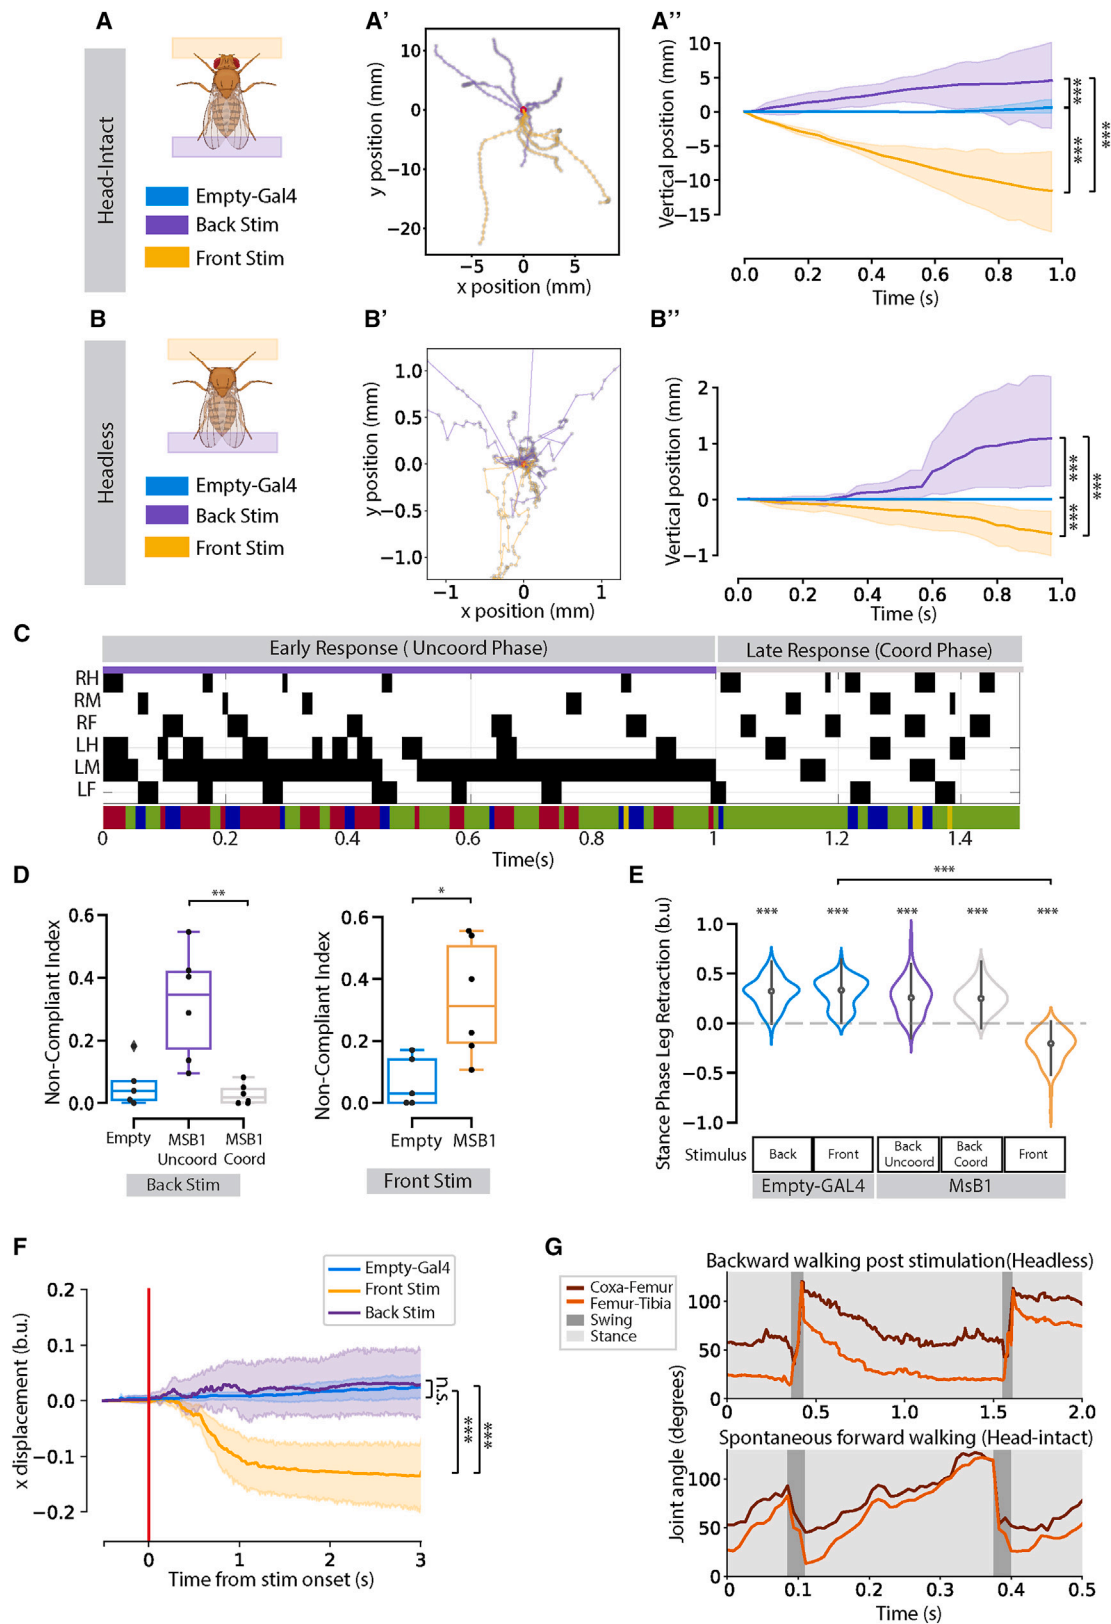 A
Head-Intact
Empty-Gal4
Back Stim
Front Stim
A'
y position (mm)
10
0
−10
−20
−5
0
5
x position (mm)
A''
Vertical position (mm)
10
5
0
−5
−10
−15
0.0
0.2
0.4
0.6
0.8
1.0
Time (s)
***
***
***
B
Headless
Empty-Gal4
Back Stim
Front Stim
B'
y position (mm)
1.0
0.5
0.0
−0.5
−1.0
−1
0
1
x position (mm)
B''
Vertical position (mm)
2
1
0
−1
0.0
0.2
0.4
0.6
0.8
1.0
Time (s)
***
***
***
C
Early Response ( Uncoord Phase)
Late Response (Coord Phase)
RH
RM
RF
LH
LM
LF
0
0.2
0.4
0.6
0.8
1
1.2
1.4
Time(s)
D
Non-Compliant Index
0.6
0.4
0.2
0.0
**
Empty
MSB1 Uncoord
MSB1 Coord
Back Stim
Non-Compliant Index
0.6
0.4
0.2
0.0
*
Empty
MSB1
Front Stim
E
Stance Phase Leg Retraction (b.u)
1.0
0.5
0.0
−0.5
−1.0
***
***
***
***
***
***
Stimulus
Back
Front
Back Uncoord
Back Coord
Front
Empty-GAL4
MsB1
F
Empty-Gal4
Front Stim
Back Stim
x displacement (b.u.)
0.2
0.1
0.0
−0.1
−0.2
0
1
2
3
Time from stim onset (s)
n.s.
***
***
G
Coxa-Femur
Femur-Tibia
Swing
Stance
Backward walking post stimulation(Headless)
100
50
0
0
0.5
1.0
1.5
2.0
Spontaneous forward walking (Head-intact)
Joint angle (degrees)
100
50
0
0
0.1
0.2
0.3
0.4
0.5
Time (s)